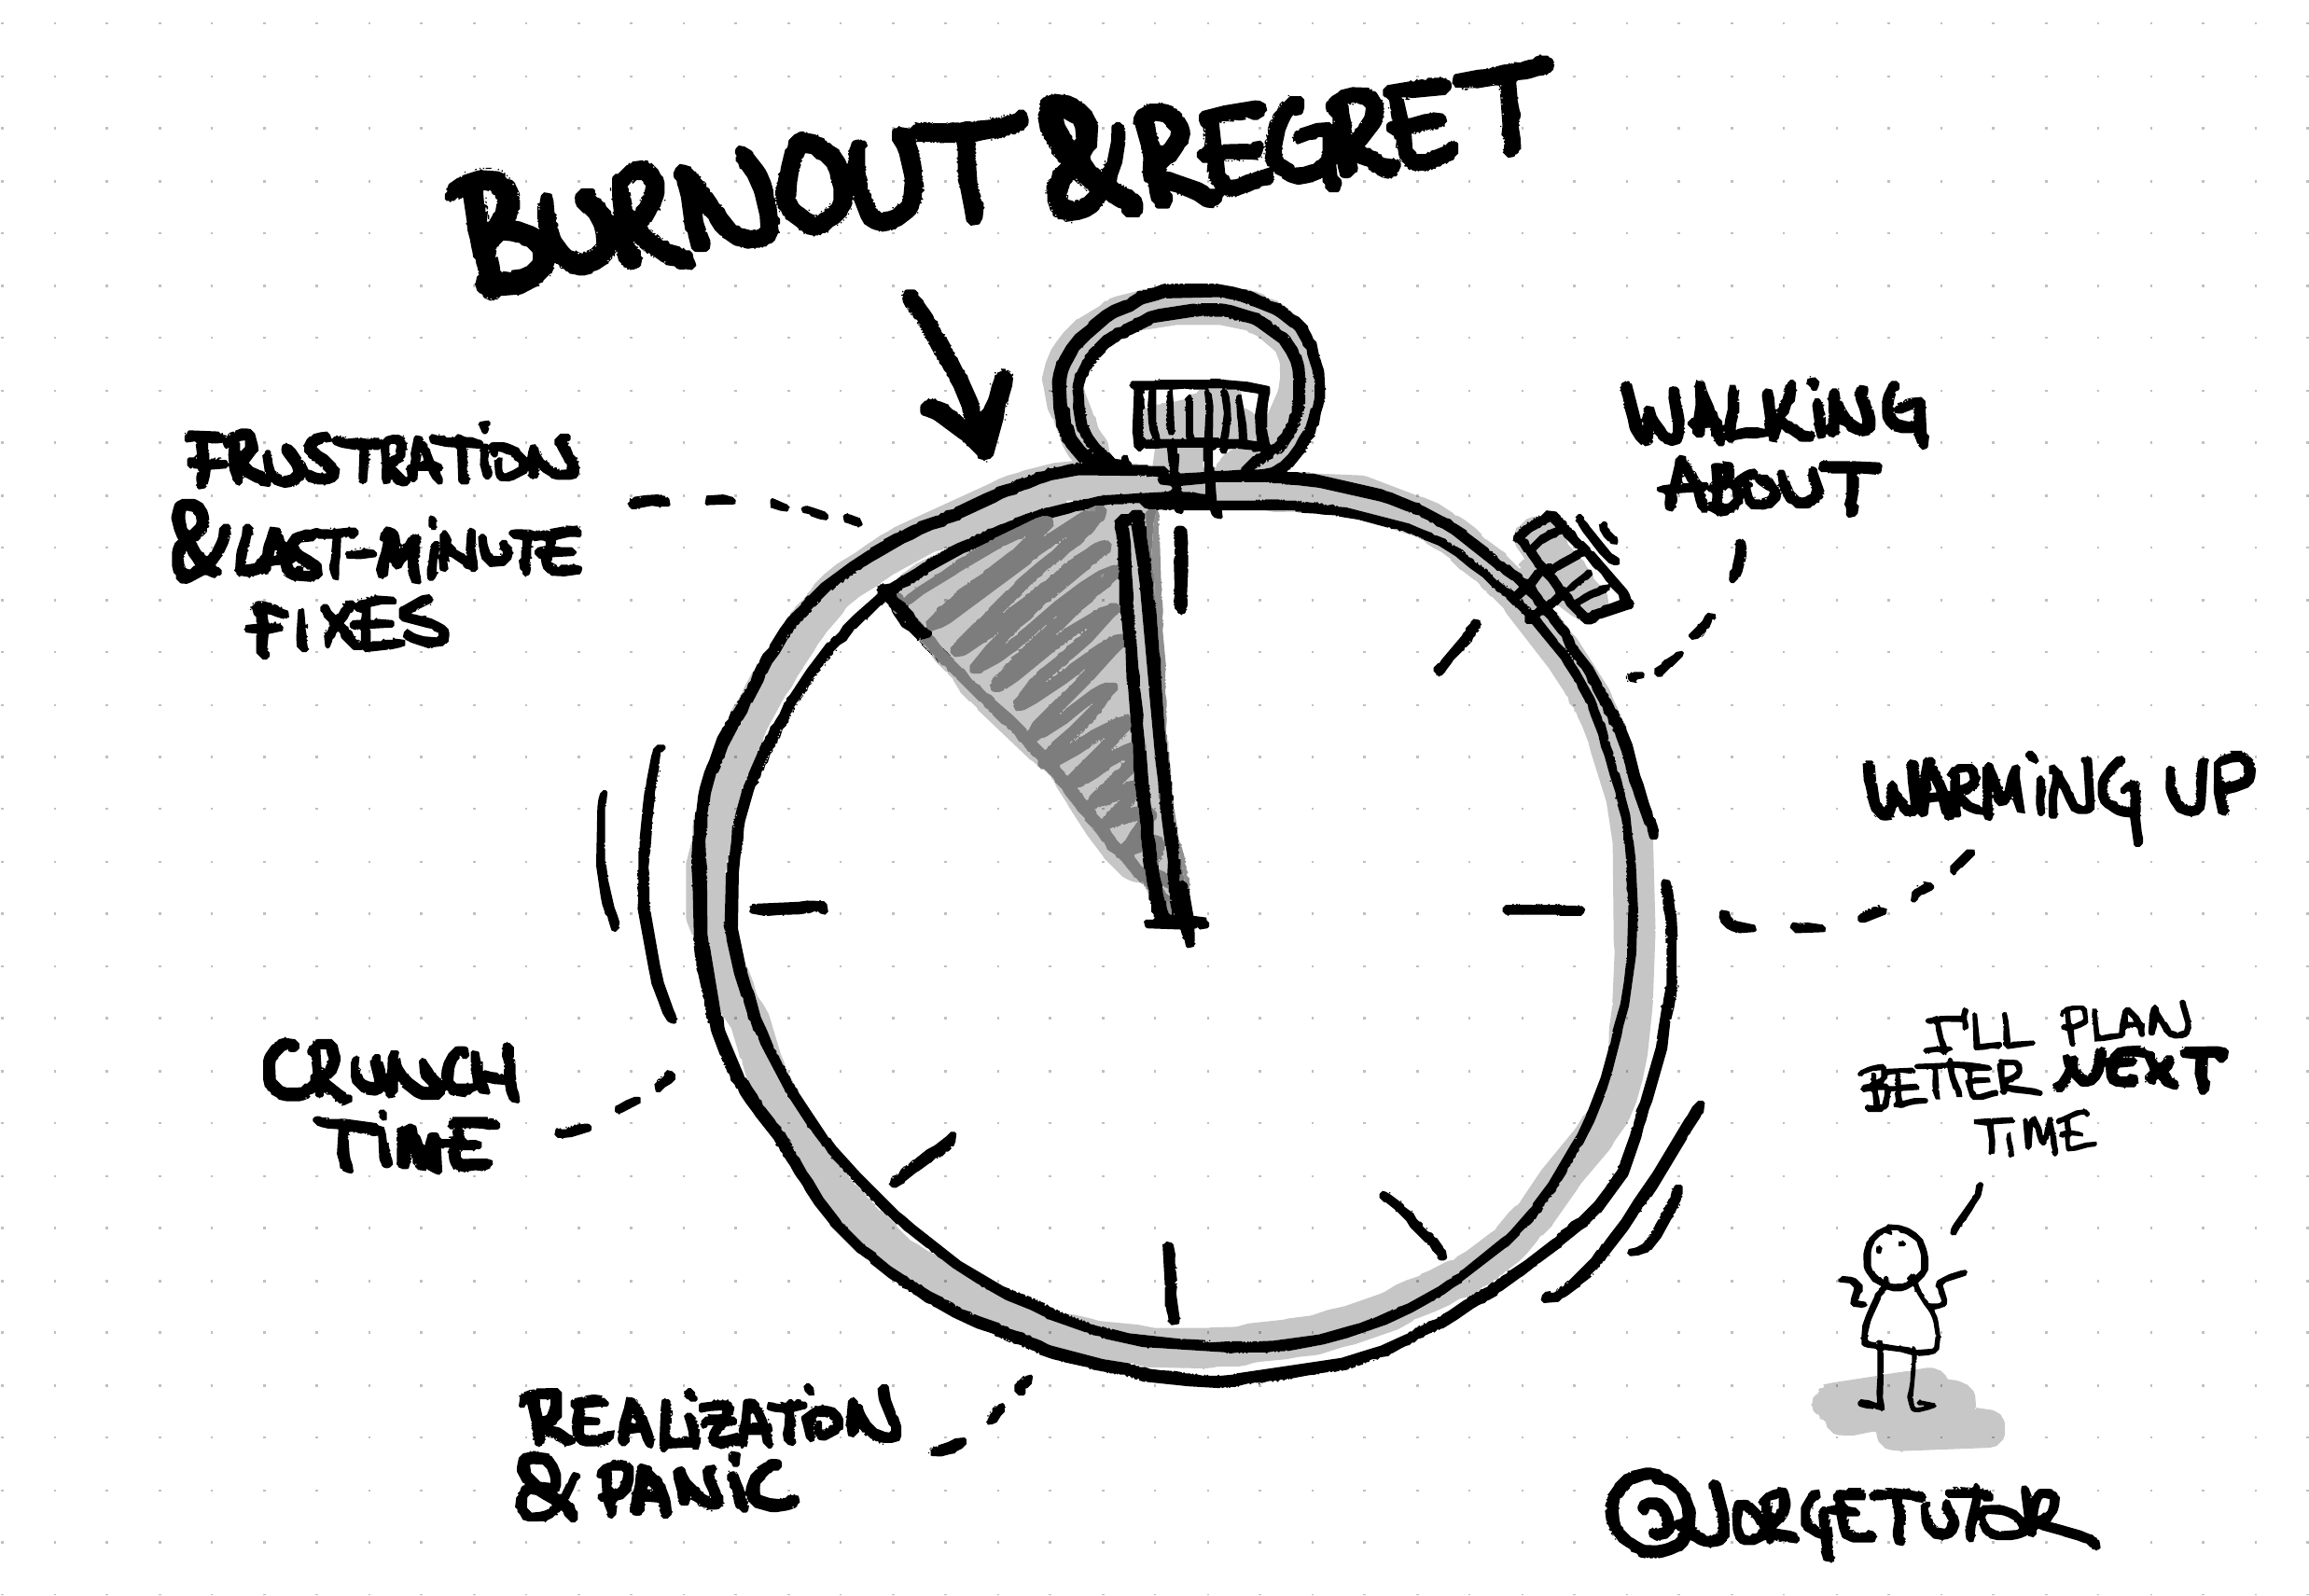 BURNOUT & REGRET
FRUSTRATION
& LAST-MINUTE
FIXES
WALKING
ABOUT
WARMING UP
I'LL PLAN
BETTER NEXT
TIME
CRUNCH
TIME
REALIZATION
& PANIC
@JORGETUTOR